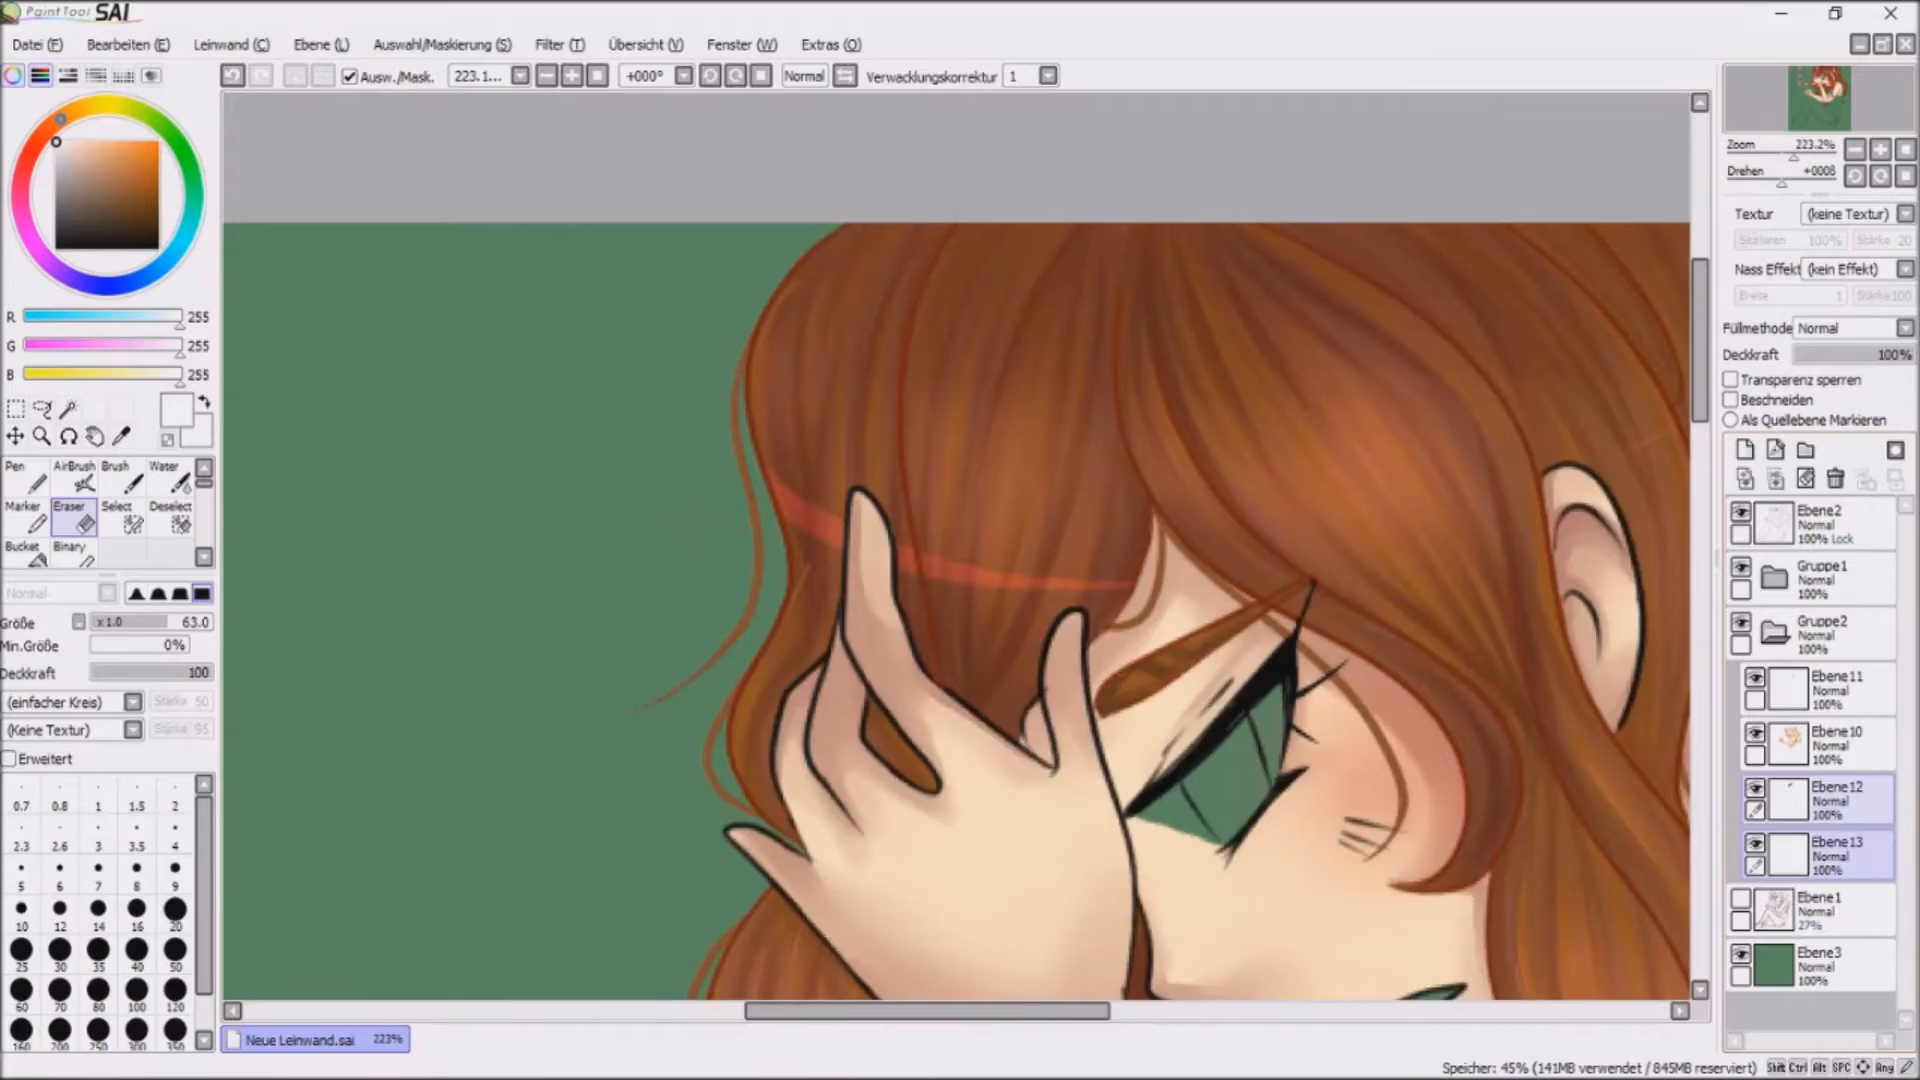 PaintTool SAI
Datei (F) Bearbeiten (E) Leinwand (C) Ebene (L) Auswahl/Maskierung (S) Filter (T) Übersicht (V) Fenster (W) Extras (O)
Ausw./Mask. 223.1... +000° Normal Verwacklungskorrektur 1
R 255
G 255
B 255
Pen AirBrush Brush Water
Marker Eraser Select Deselect
Bucket Binary
Normal
Größe x 1.0 63.0
Min.Größe 0%
Deckkraft 100
(einfacher Kreis) Stärke 50
(Keine Textur) Stärke 95
Erweitert
0.7 0.8 1 1.5 2
2.3 2.6 3 3.5 4
5 6 7 8 9
10 12 14 16 20
25 30 35 40 50
60 70 80 100 120
160 200 250 300 350
Neue Leinwand.sai 223%
Zoom 223.2%
Drehen +0008
Textur (keine Textur)
Skalieren 100% Stärke 20
Nass Effekt (kein Effekt)
Breite 1 Stärke 100
Füllmethode Normal
Deckkraft 100%
Transparenz sperren
Beschneiden
Als Quellebene Markieren
Ebene2
Normal
100% Lock
Gruppe1
Normal
100%
Gruppe2
Normal
100%
Ebene11
Normal
100%
Ebene10
Normal
100%
Ebene12
Normal
100%
Ebene13
Normal
100%
Ebene1
Normal
27%
Ebene3
Normal
100%
Speicher: 45% (141MB verwendet / 845MB reserviert) Shift Ctrl Alt SPC Any